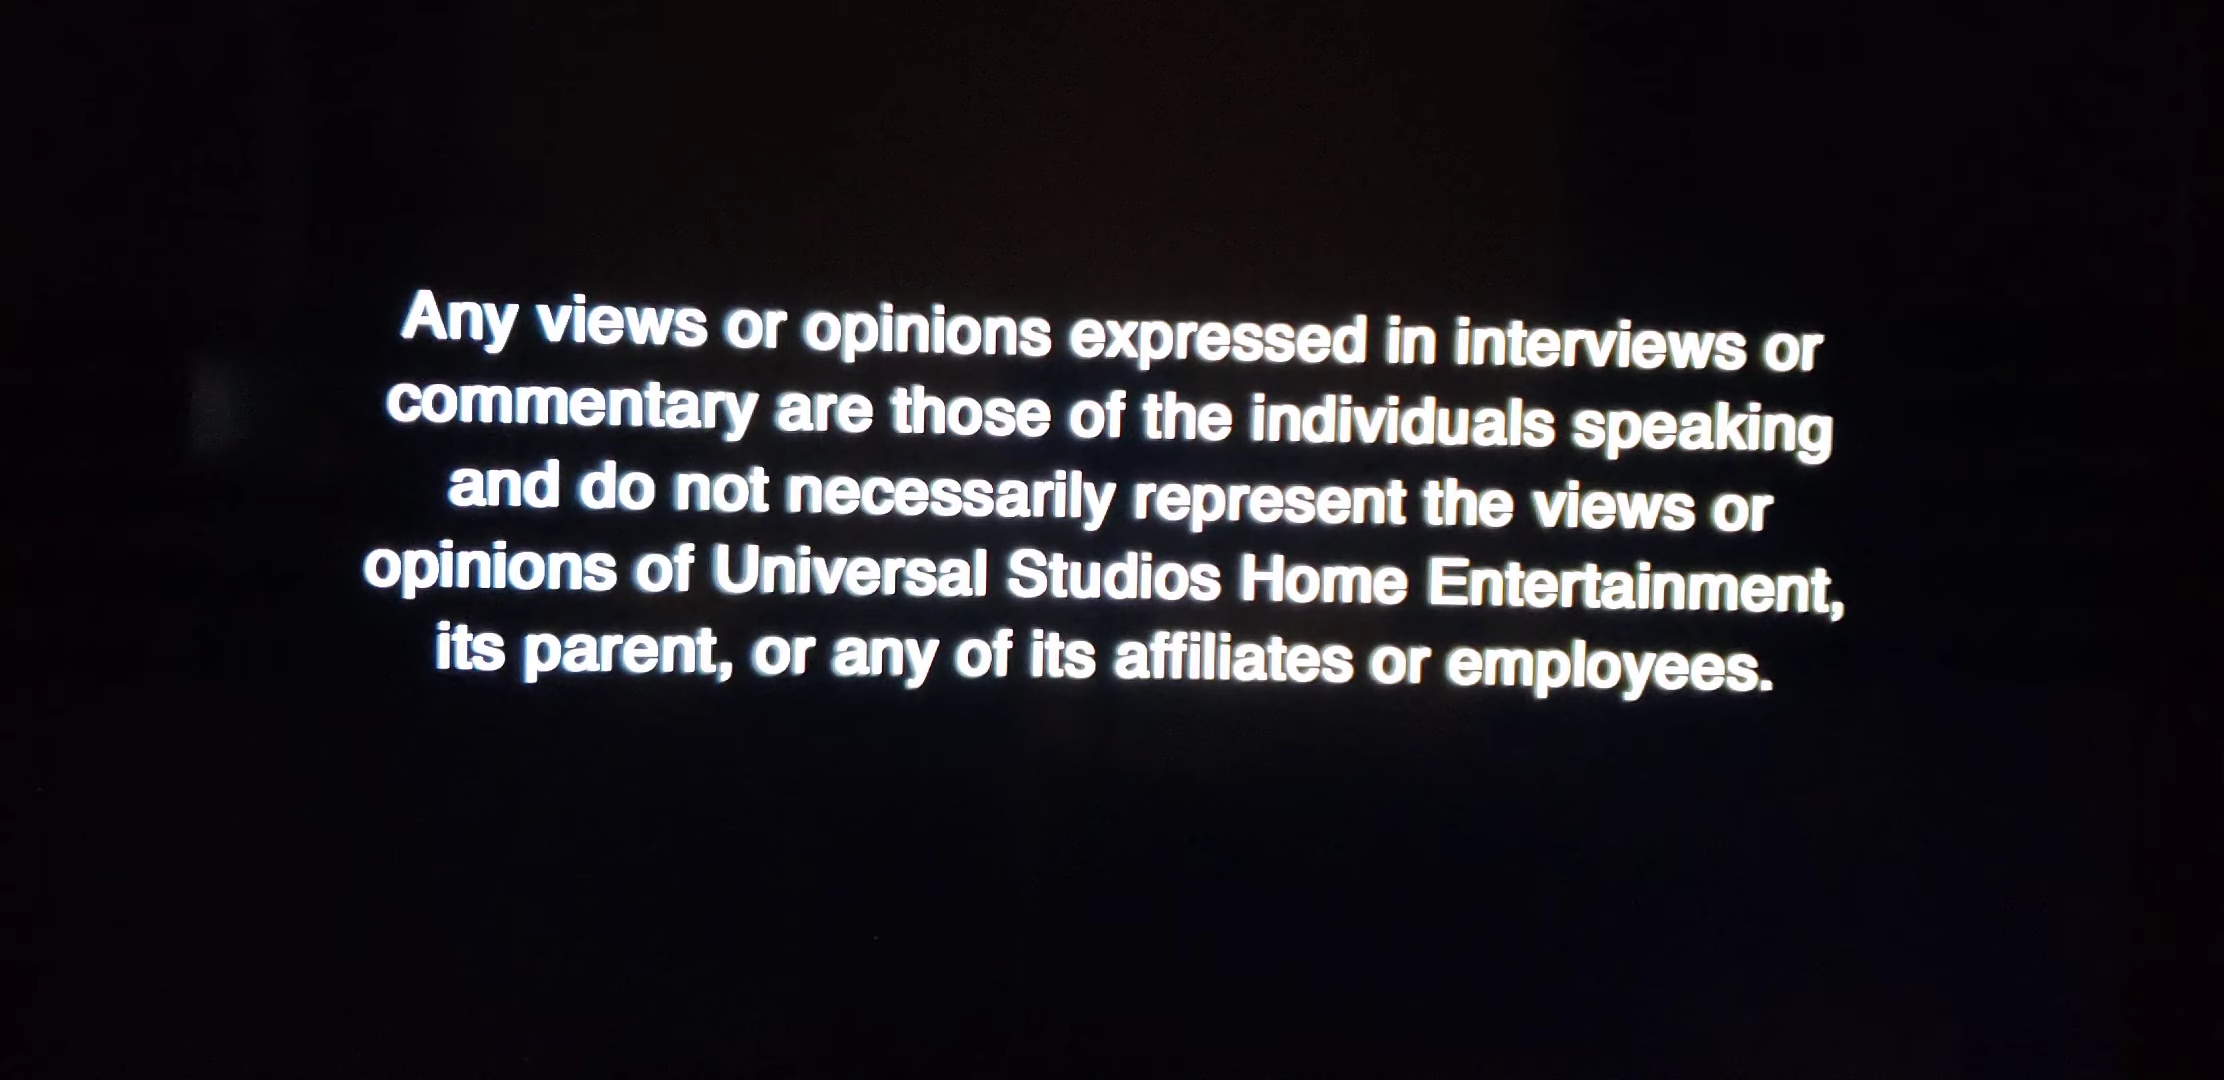 Any views or opinions expressed in interviews or
commentary are those of the individuals speaking
and do not necessarily represent the views or
opinions of Universal Studios Home Entertainment,
its parent, or any of its affiliates or employees.